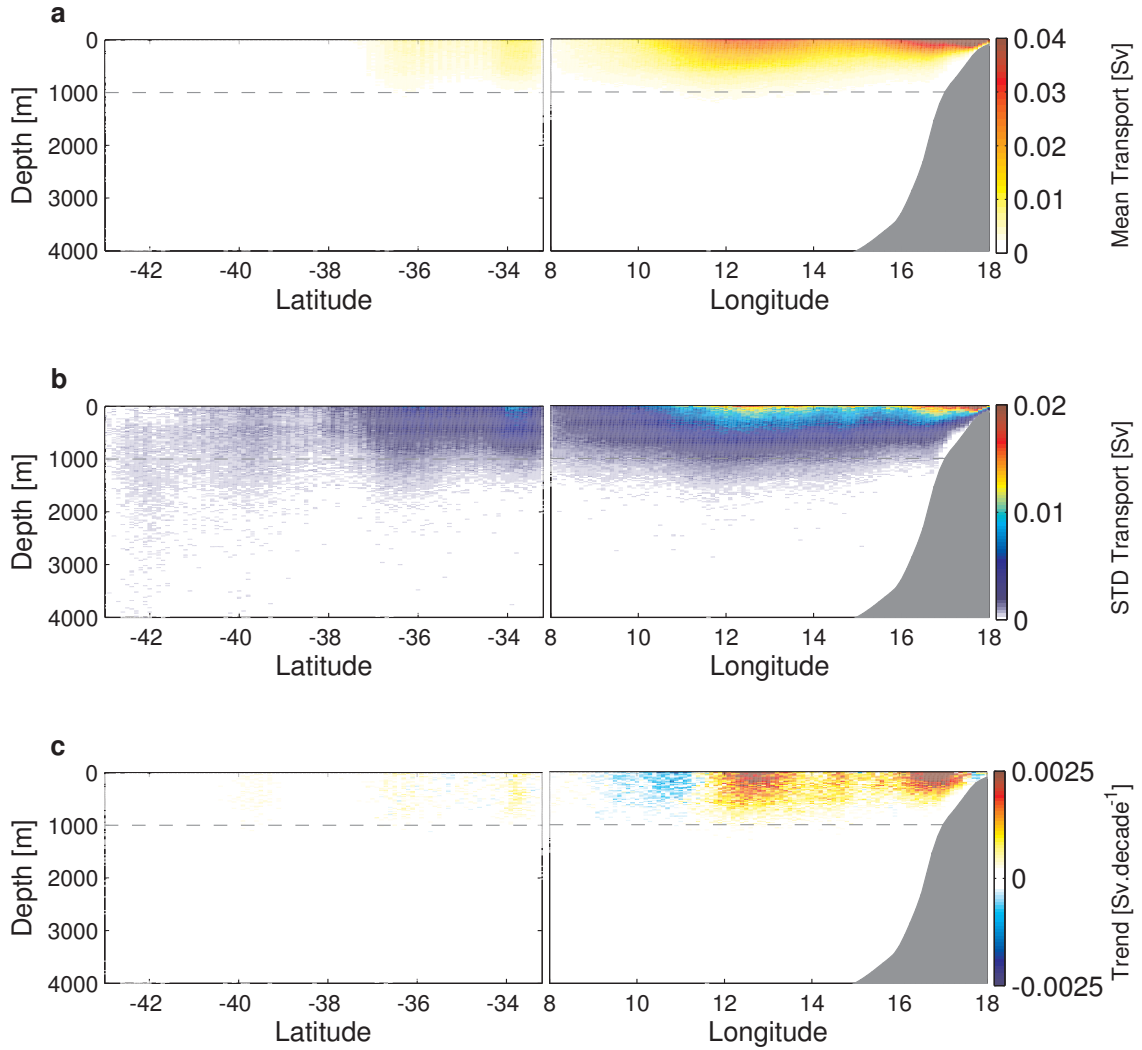 a
0
1000
2000
3000
4000
Depth [m]
-42 -40 -38 -36 -34
Latitude
8 10 12 14 16 18
Longitude
0.04
0.03
0.02
0.01
0
Mean Transport [Sv]
b
0
1000
2000
3000
4000
Depth [m]
-42 -40 -38 -36 -34
Latitude
8 10 12 14 16 18
Longitude
0.02
0.01
0
STD Transport [Sv]
c
0
1000
2000
3000
4000
Depth [m]
-42 -40 -38 -36 -34
Latitude
8 10 12 14 16 18
Longitude
0.0025
0
-0.0025
Trend [Sv.decade⁻¹]